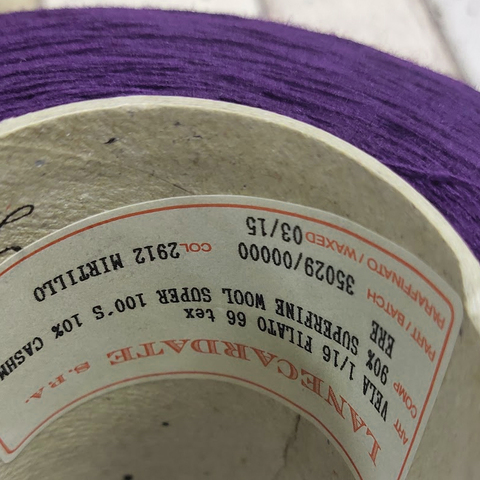 LANECARDATE S.P.A.
ART VELA 1/16 FILATO 66 tex
COMP 90% SUPERFINE WOOL SUPER 100'S 10% CASHM
ERE
PART / BATCH 35029/00000 COL 2912 MIRTILLO
PARAFFINATO / WAXED 03/15